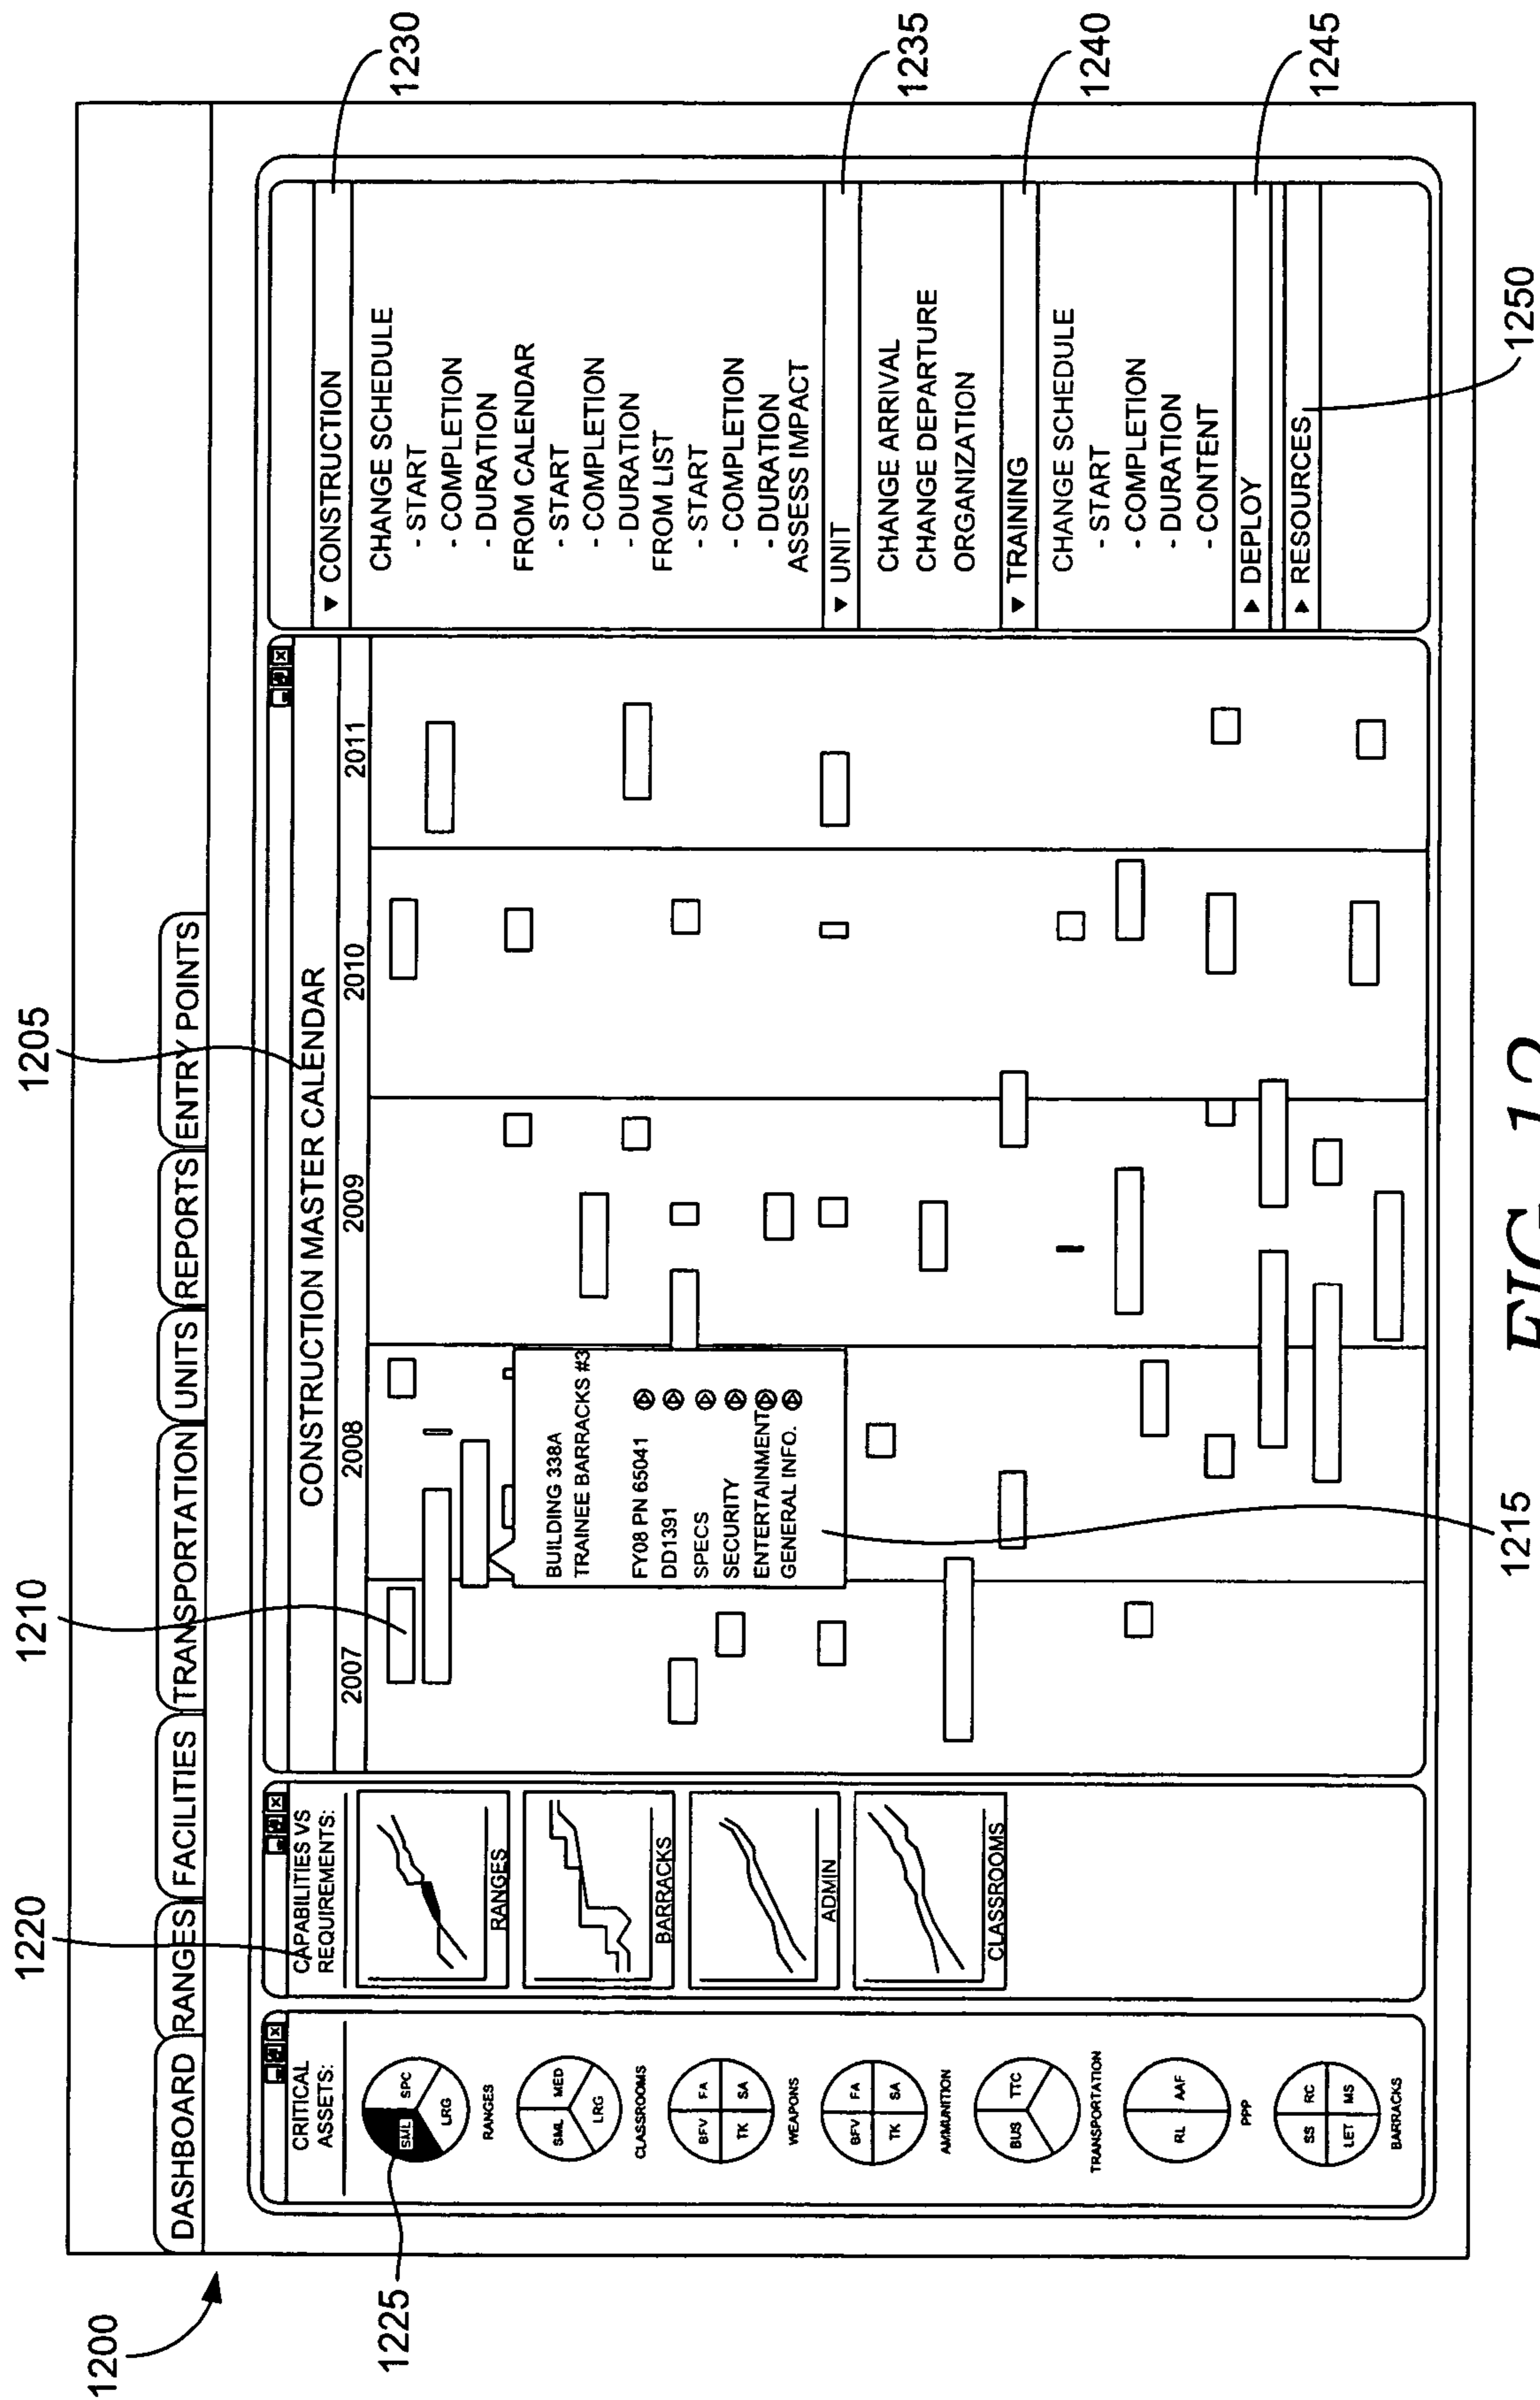 1200
1205
1210
1215
1220
1225
1230
1235
1240
1245
1250
DASHBOARD
RANGES
FACILITIES
TRANSPORTATION
UNITS
REPORTS
ENTRY POINTS
CRITICAL
ASSETS:
SML
SPC
LRG
RANGES
SML
MED
LRG
CLASSROOMS
BFV
FA
TK
SA
WEAPONS
BFV
FA
TK
SA
AMMUNITION
BUS
TTC
TRANSPORTATION
RL
AAF
PPP
SS
RC
LET
MS
BARRACKS
CAPABILITIES VS
REQUIREMENTS:
RANGES
BARRACKS
ADMIN
CLASSROOMS
CONSTRUCTION MASTER CALENDAR
2007
2008
2009
2010
2011
BUILDING 338A
TRAINEE BARRACKS #3
FY08 PN 65041
DD1391
SPECS
SECURITY
ENTERTAINMENT
GENERAL INFO.
▼ CONSTRUCTION
CHANGE SCHEDULE
- START
- COMPLETION
- DURATION
FROM CALENDAR
- START
- COMPLETION
- DURATION
FROM LIST
- START
- COMPLETION
- DURATION
ASSESS IMPACT
▼ UNIT
CHANGE ARRIVAL
CHANGE DEPARTURE
ORGANIZATION
▼ TRAINING
CHANGE SCHEDULE
- START
- COMPLETION
- DURATION
- CONTENT
▶ DEPLOY
▶ RESOURCES
FIG. 12